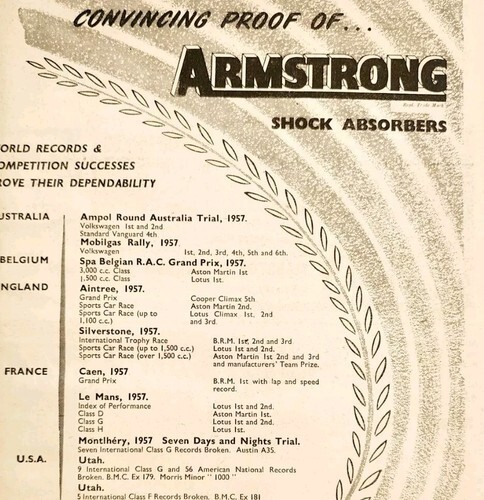 CONVINCING PROOF OF...
ARMSTRONG
SHOCK ABSORBERS
ORLD RECORDS &
OMPETITION SUCCESSES
ROVE THEIR DEPENDABILITY
USTRALIA Ampol Round Australia Trial, 1957.
Volkswagen 1st and 2nd
Standard Vanguard 4th
Mobilgas Rally, 1957
Volkswagen 1st, 2nd, 3rd, 4th, 5th and 6th.
BELGIUM Spa Belgian R.A.C. Grand Prix, 1957.
3,000 c.c. Class Aston Martin 1st
1,500 c.c. Class Lotus 1st.
NGLAND Aintree, 1957.
Grand Prix Cooper Climax 5th
Sports Car Race Aston Martin 2nd.
Sports Car Race (up to Lotus Climax 1st, 2nd
1,100 c.c.) and 3rd.
Silverstone, 1957.
International Trophy Race B.R.M. 1st, 2nd and 3rd
Sports Car Race (up to 1,500 c.c.) Lotus 1st and 2nd.
Sports Car Race (over 1,500 c.c.) Aston Martin 1st 2nd and 3rd
and manufacturers' Team Prize.
FRANCE Caen, 1957
Grand Prix B.R.M. 1st with lap and speed
record.
Le Mans, 1957
Index of Performance Lotus 1st and 2nd.
Class D Aston Martin 1st.
Class G Lotus 1st and 2nd.
Class H Lotus 1st.
Montlhéry, 1957 Seven Days and Nights Trial.
Seven International Class G Records Broken. Austin A35.
U.S.A. Utah.
9 International Class G and 56 American National Records
Broken. B.M.C. Ex 179. Morris Minor "1000"
Utah.
5 International Class F Records Broken. B.M.C. Ex 181